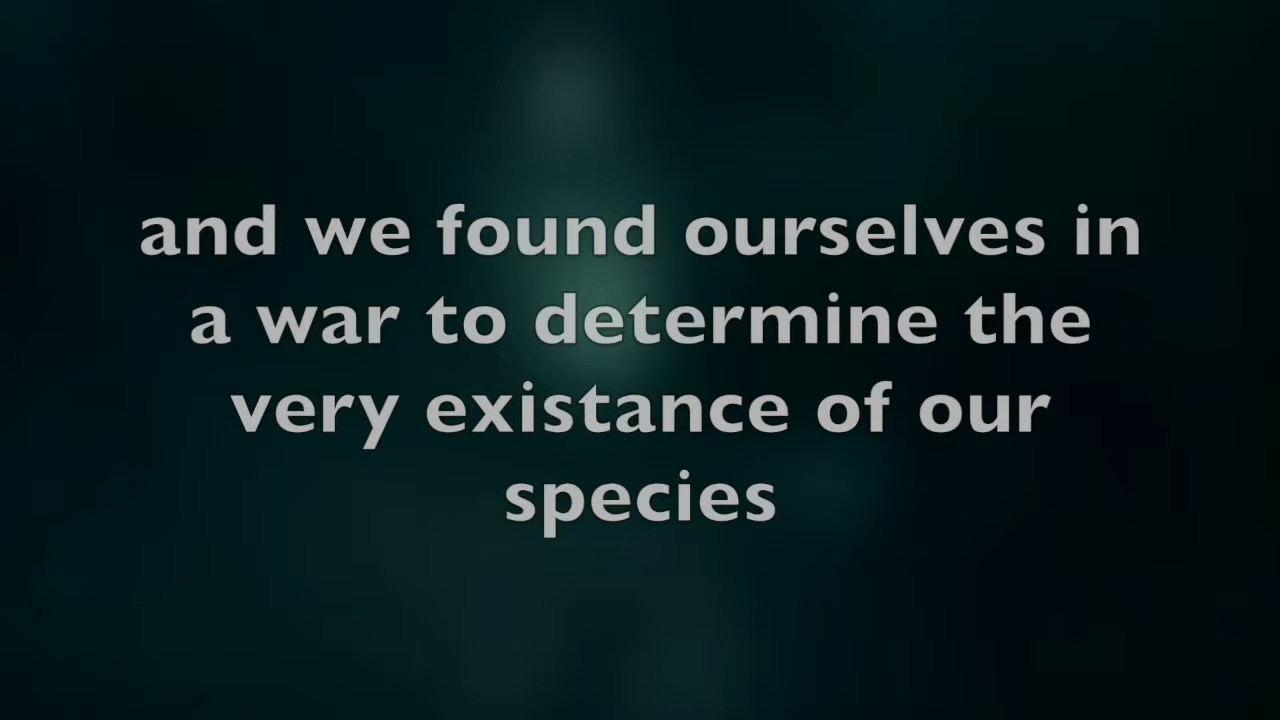 and we found ourselves in
a war to determine the
very existance of our
species